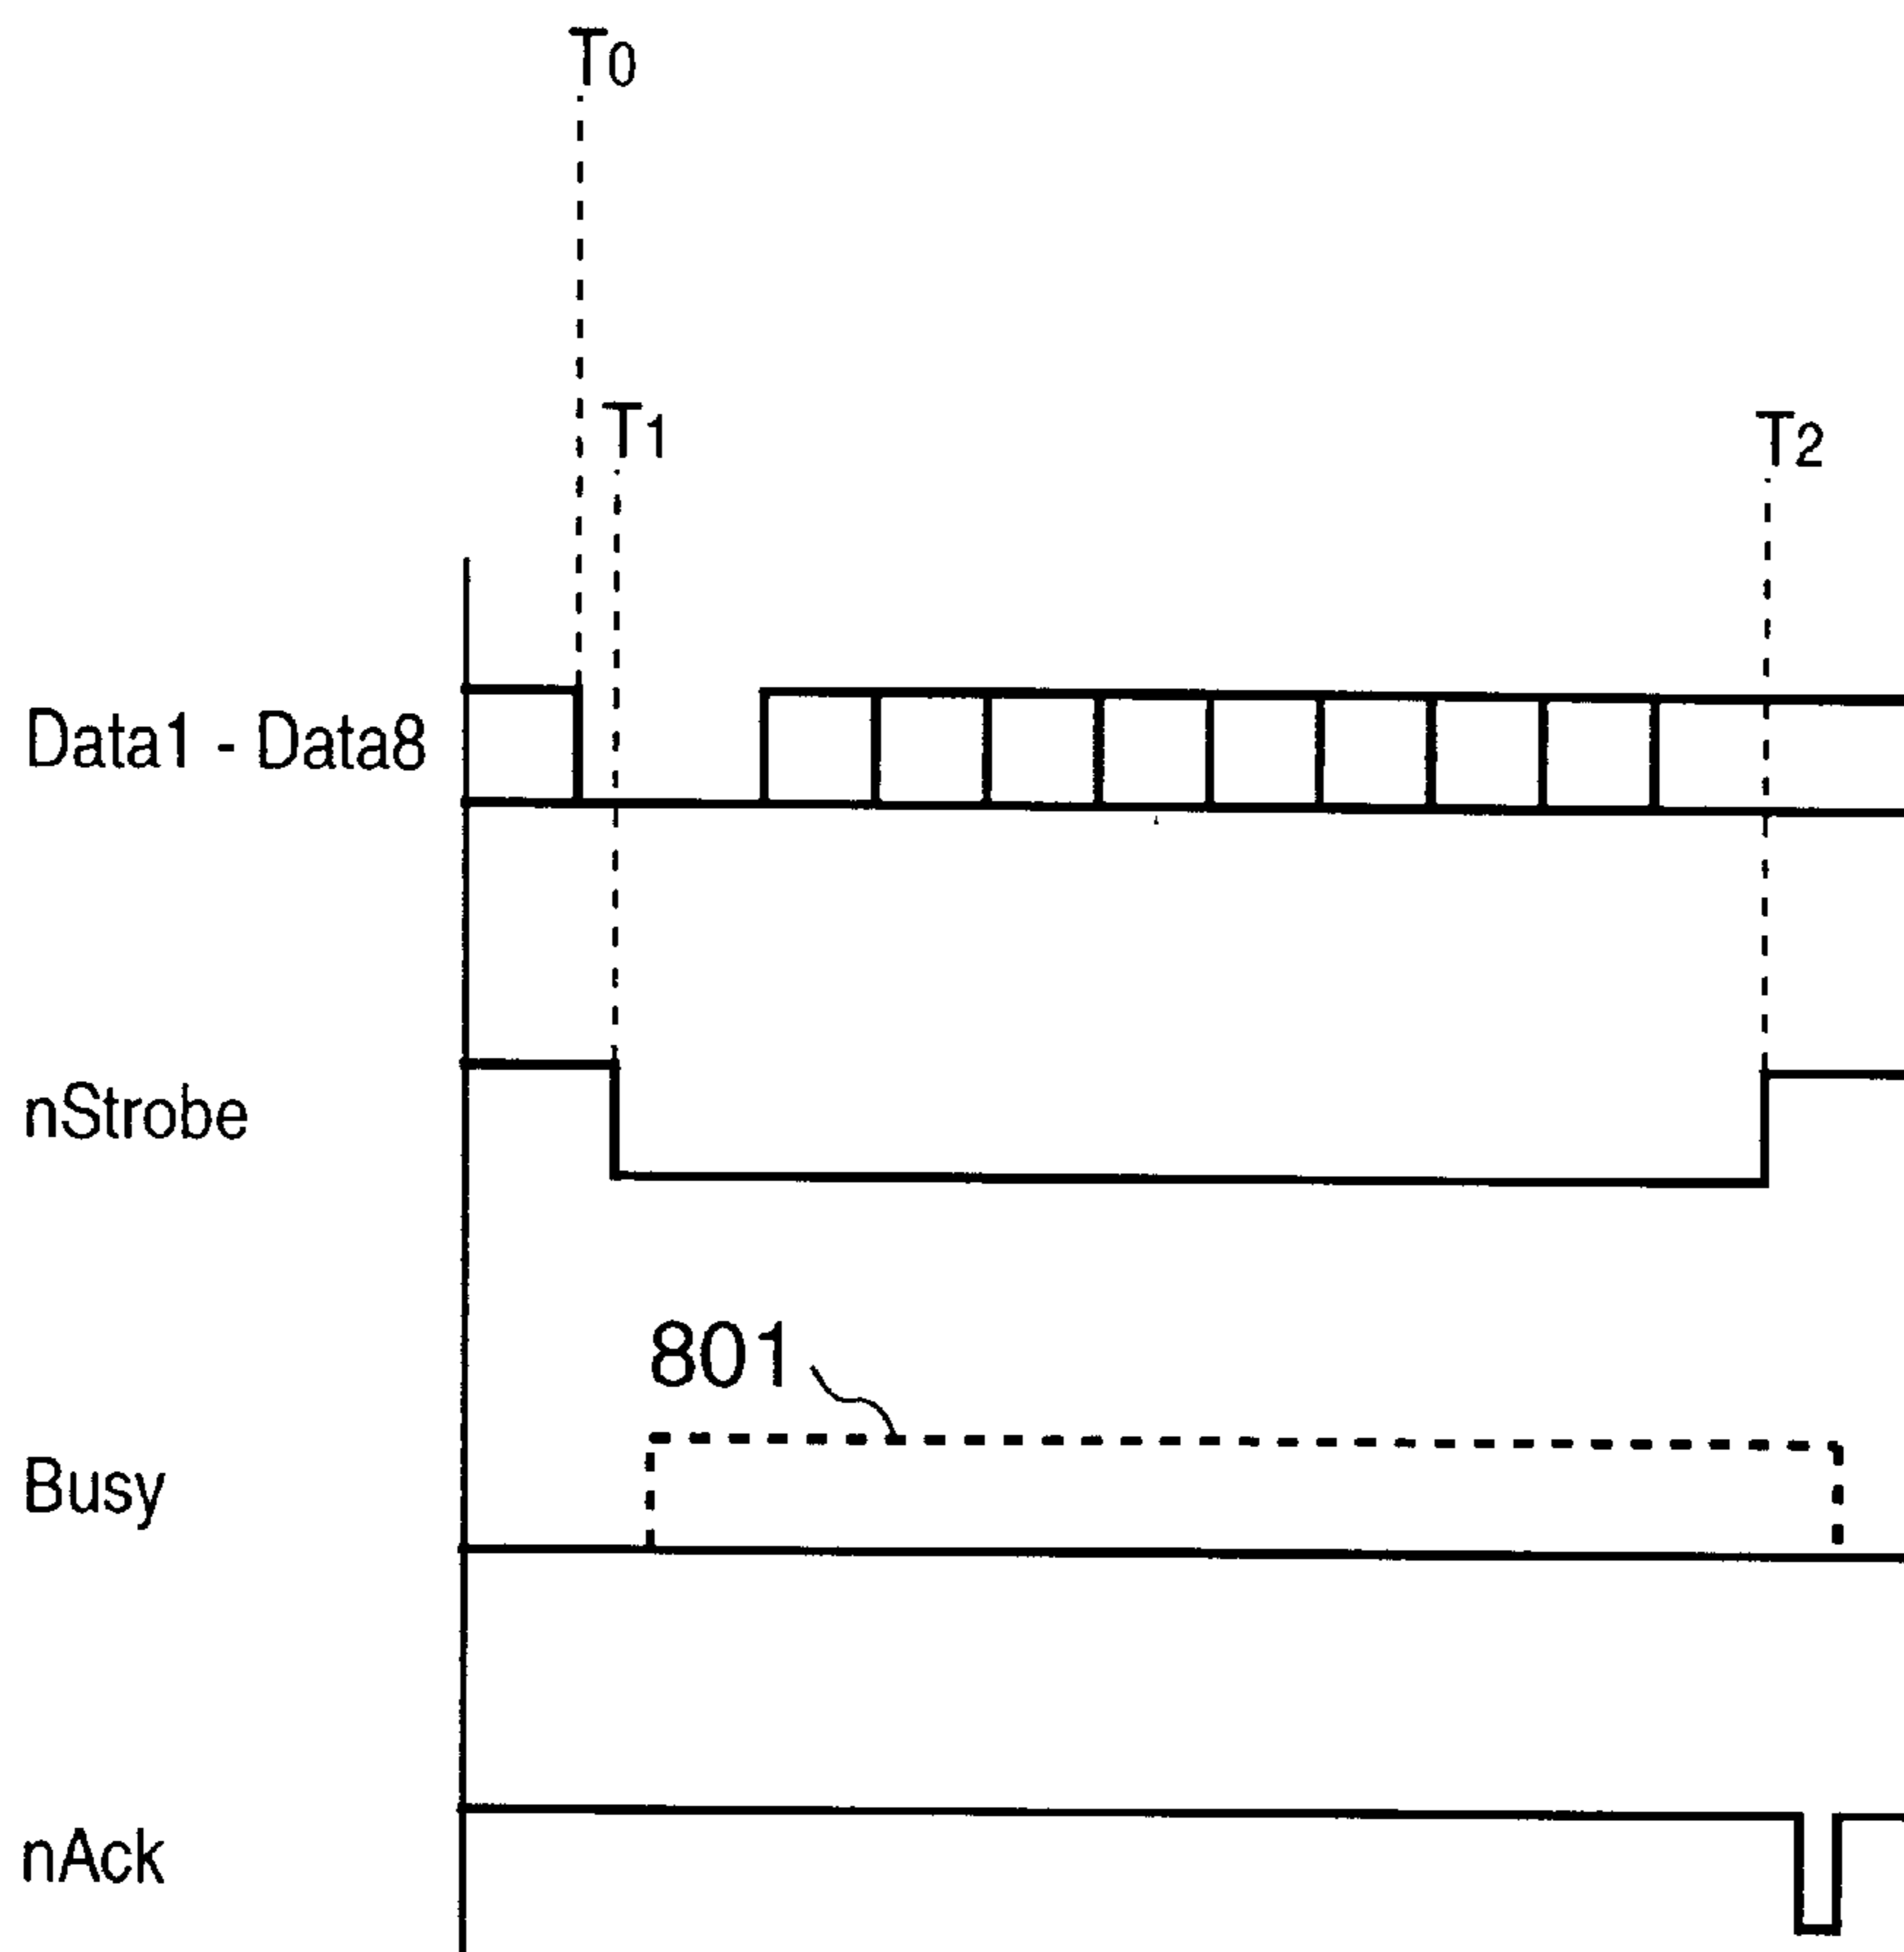 T0
T1
T2
Data1 - Data8
nStrobe
801
Busy
nAck